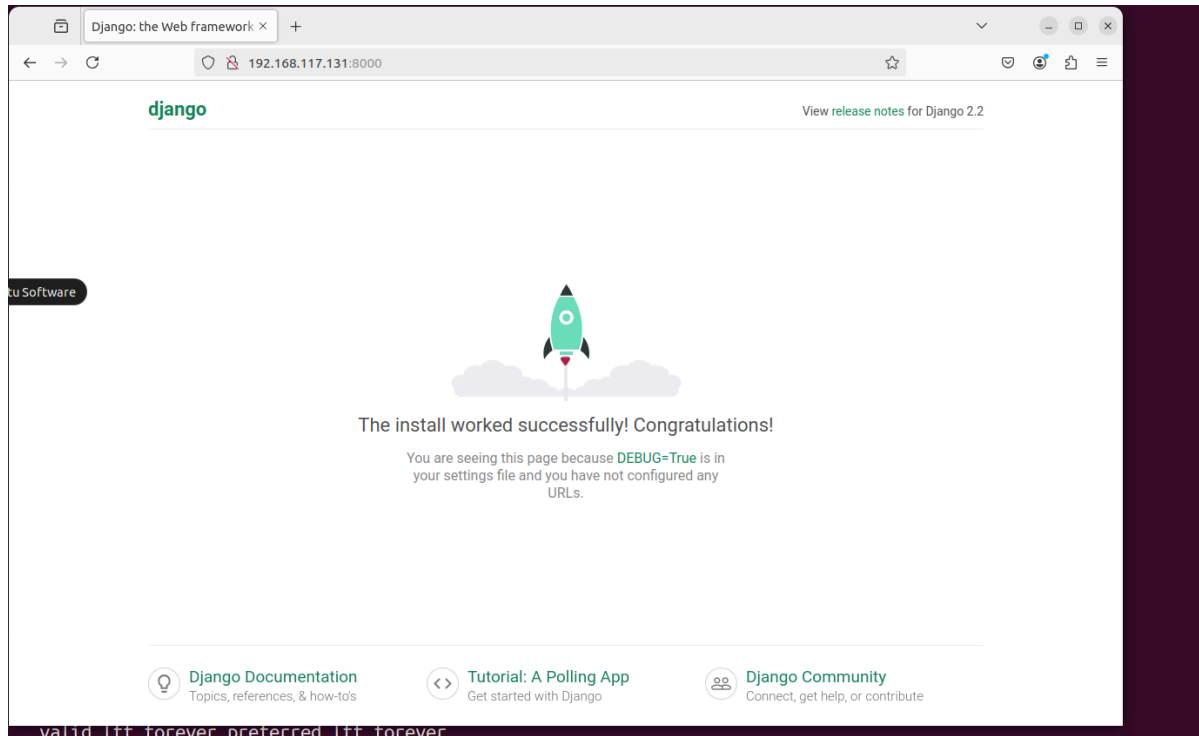 Django: the Web framework
192.168.117.131:8000
django
View release notes for Django 2.2
tu Software
The install worked successfully! Congratulations!
You are seeing this page because DEBUG=True is in
your settings file and you have not configured any
URLs.
Django Documentation
Topics, references, & how-to's
Tutorial: A Polling App
Get started with Django
Django Community
Connect, get help, or contribute
valid_lft forever preferred_lft forever